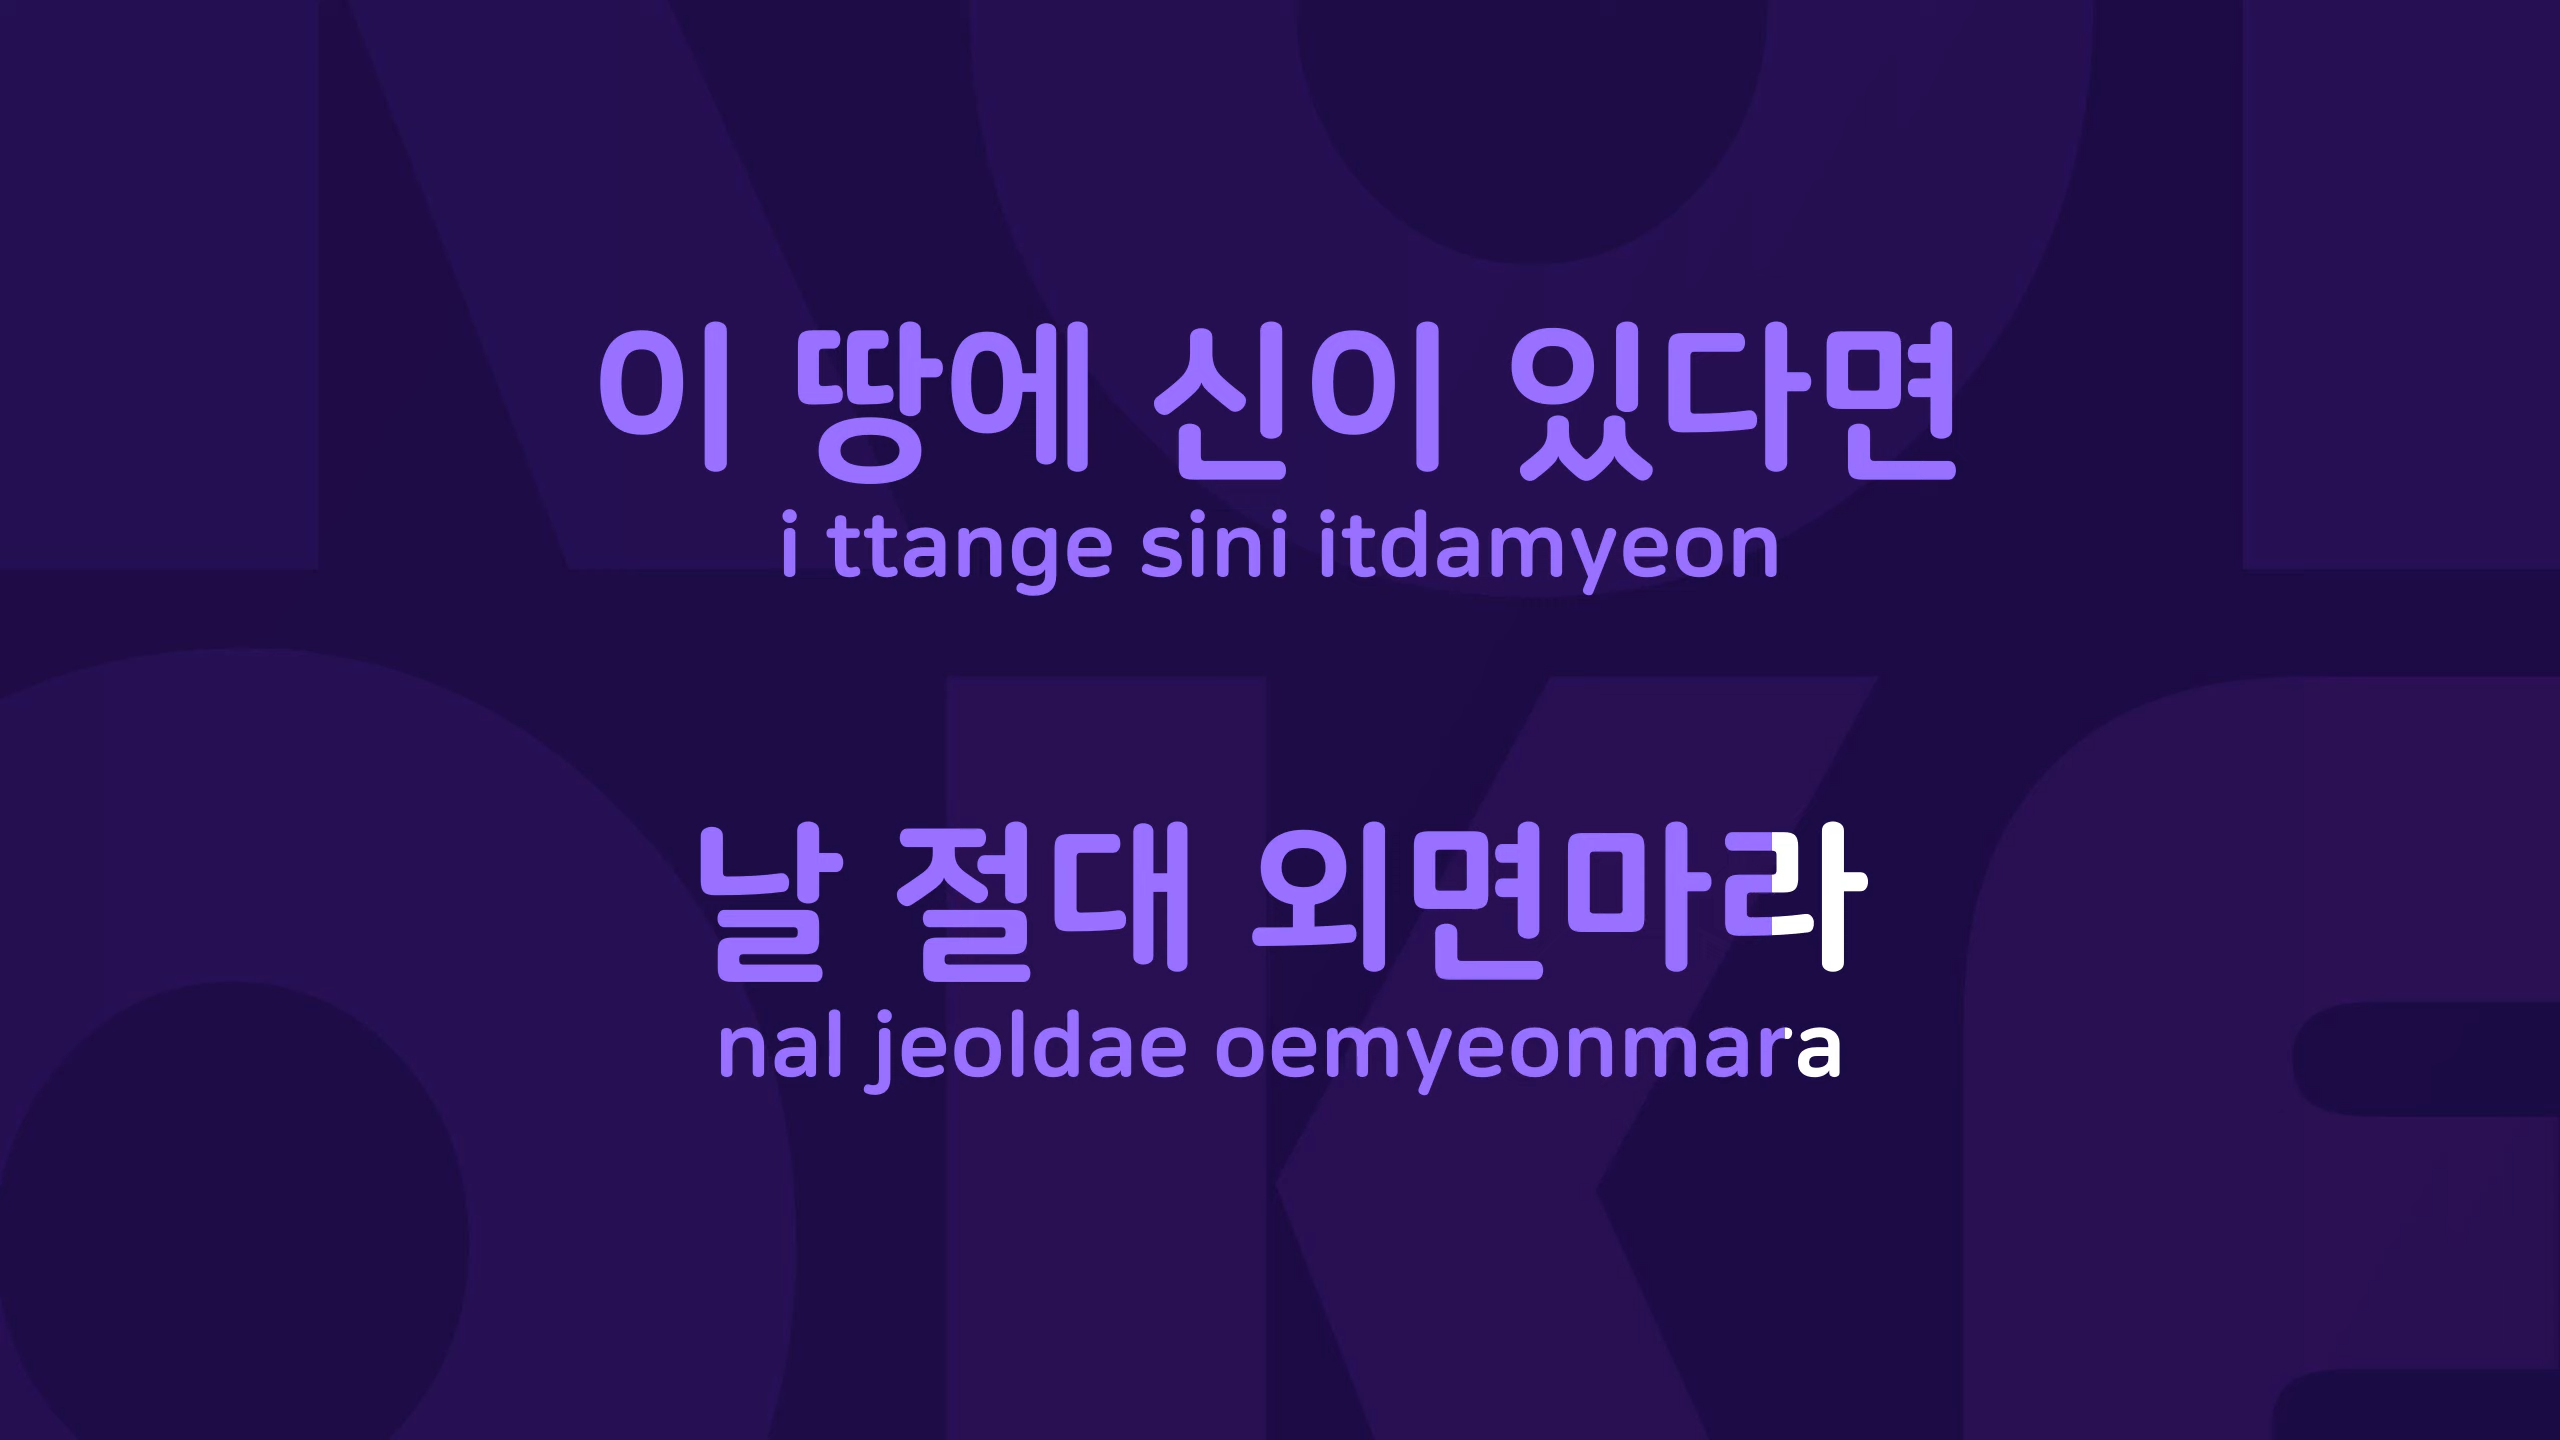 이 땅에 신이 있다면
i ttange sini itdamyeon
날 절대 외면마라
nal jeoldae oemyeonmara